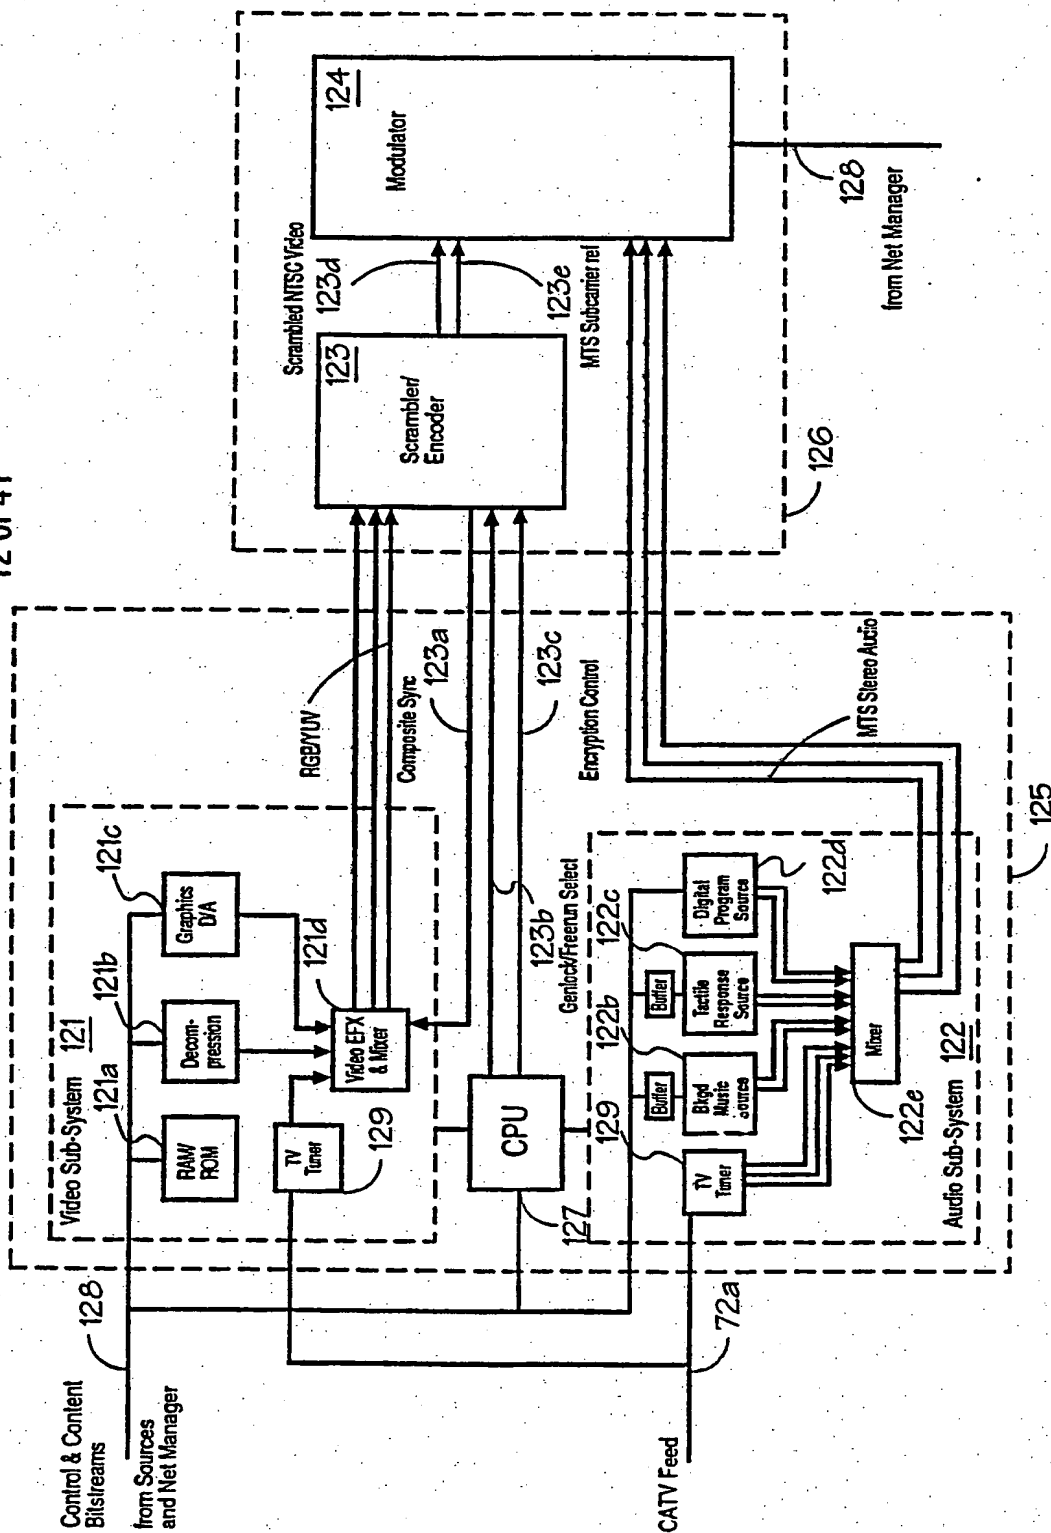 12 of 41
Control & Content
Bitstreams
from Sources
and Net Manager
128
Video Sub-System
121
121a
RAM/
ROM
121b
Decom-
pression
121c
Graphics
D/A
TV
Tuner
129
121d
Video EFX
& Mixer
RGB/YUV
Composite Sync
123a
CPU
127
123b
Genlock/Freerun Select
123c
Encryption Control
CATV Feed
72a
129
TV
Tuner
122b
Buffer
Bkgd
Music
Source
122c
Buffer
Tactile
Response
Source
Digital
Program
Source
122d
Mixer
122e
Audio Sub-System
122
MTS Stereo Audio
125
123
Scrambler/
Encoder
Scrambled NTSC Video
123d
123e
MTS Subcarrier ref
124
Modulator
126
128
from Net Manager